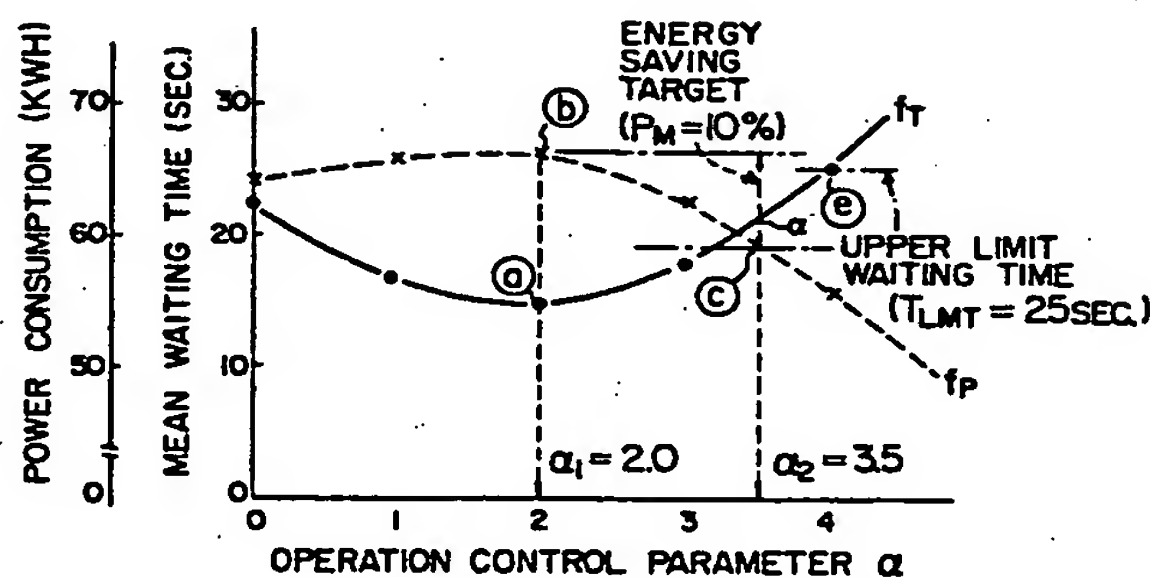 POWER CONSUMPTION (KWH)
70
60
50
0
MEAN WAITING TIME (SEC.)
30
20
10
0
ENERGY
SAVING
TARGET
(PM=10%)
fT
b
a
c
e
α
UPPER LIMIT
WAITING TIME
(TLMT = 25SEC.)
fP
α1=2.0
α2=3.5
0 1 2 3 4
OPERATION CONTROL PARAMETER α